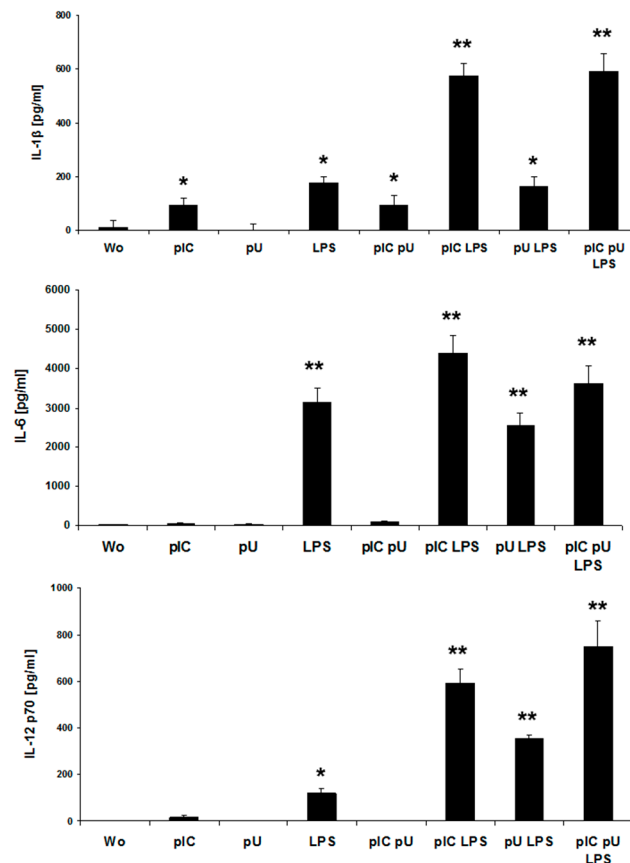 800
600
400
200
0
IL-1β [pg/ml]
* * * ** * **
Wo pIC pU LPS pIC pU pIC LPS pU LPS pIC pU
LPS
6000
5000
4000
3000
2000
1000
0
IL-6 [pg/ml]
** ** ** **
Wo pIC pU LPS pIC pU pIC LPS pU LPS pIC pU
LPS
1000
800
600
400
200
0
IL-12 p70 [pg/ml]
* ** ** **
Wo pIC pU LPS pIC pU pIC LPS pU LPS pIC pU
LPS